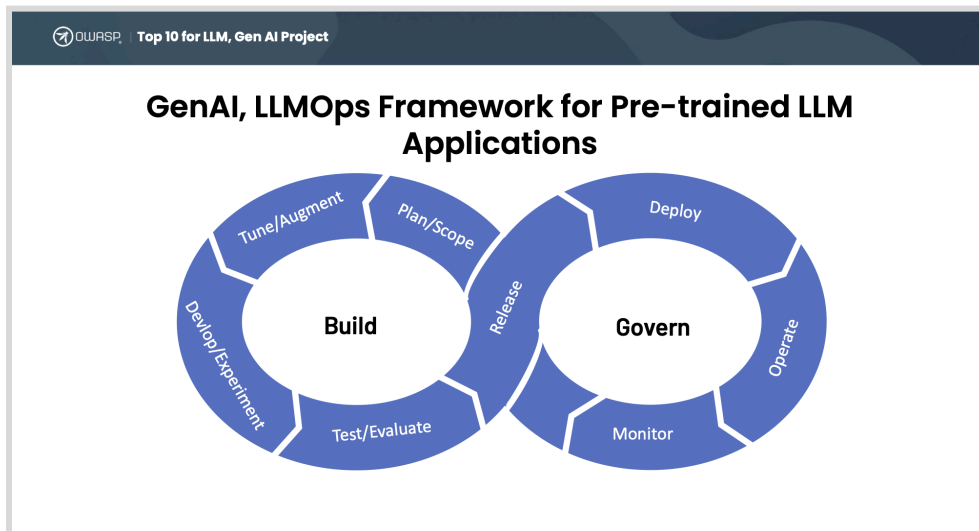 OWASP® | Top 10 for LLM, Gen AI Project
GenAI, LLMOps Framework for Pre-trained LLM
Applications
Plan/Scope
Tune/Augment
Devlop/Experiment
Test/Evaluate
Release
Deploy
Operate
Monitor
Build
Govern